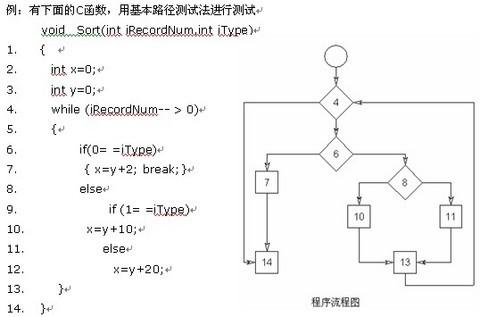 例：有下面的C函数，用基本路径测试法进行测试
void Sort(int iRecordNum,int iType)
1. {
2. int x=0;
3. int y=0;
4. while (iRecordNum-- > 0)
5. {
6. if(0= =iType)
7. { x=y+2; break;}
8. else
9. if (1= =iType)
10. x=y+10;
11. else
12. x=y+20;
13. }
14. }
4
6
7
8
10
11
14
13
程序流程图